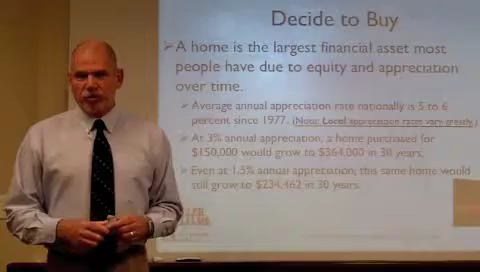 Decide to Buy
A home is the largest financial asset most
people have due to equity and appreciation
over time.
Average annual appreciation rate nationally is 5 to 6
percent since 1977. (Note: Local appreciation rates vary greatly.)
At 3% annual appreciation, a home purchased for
$150,000 would grow to $364,000 in 30 years.
Even at 1.5% annual appreciation, this same home would
still grow to $234,462 in 30 years.